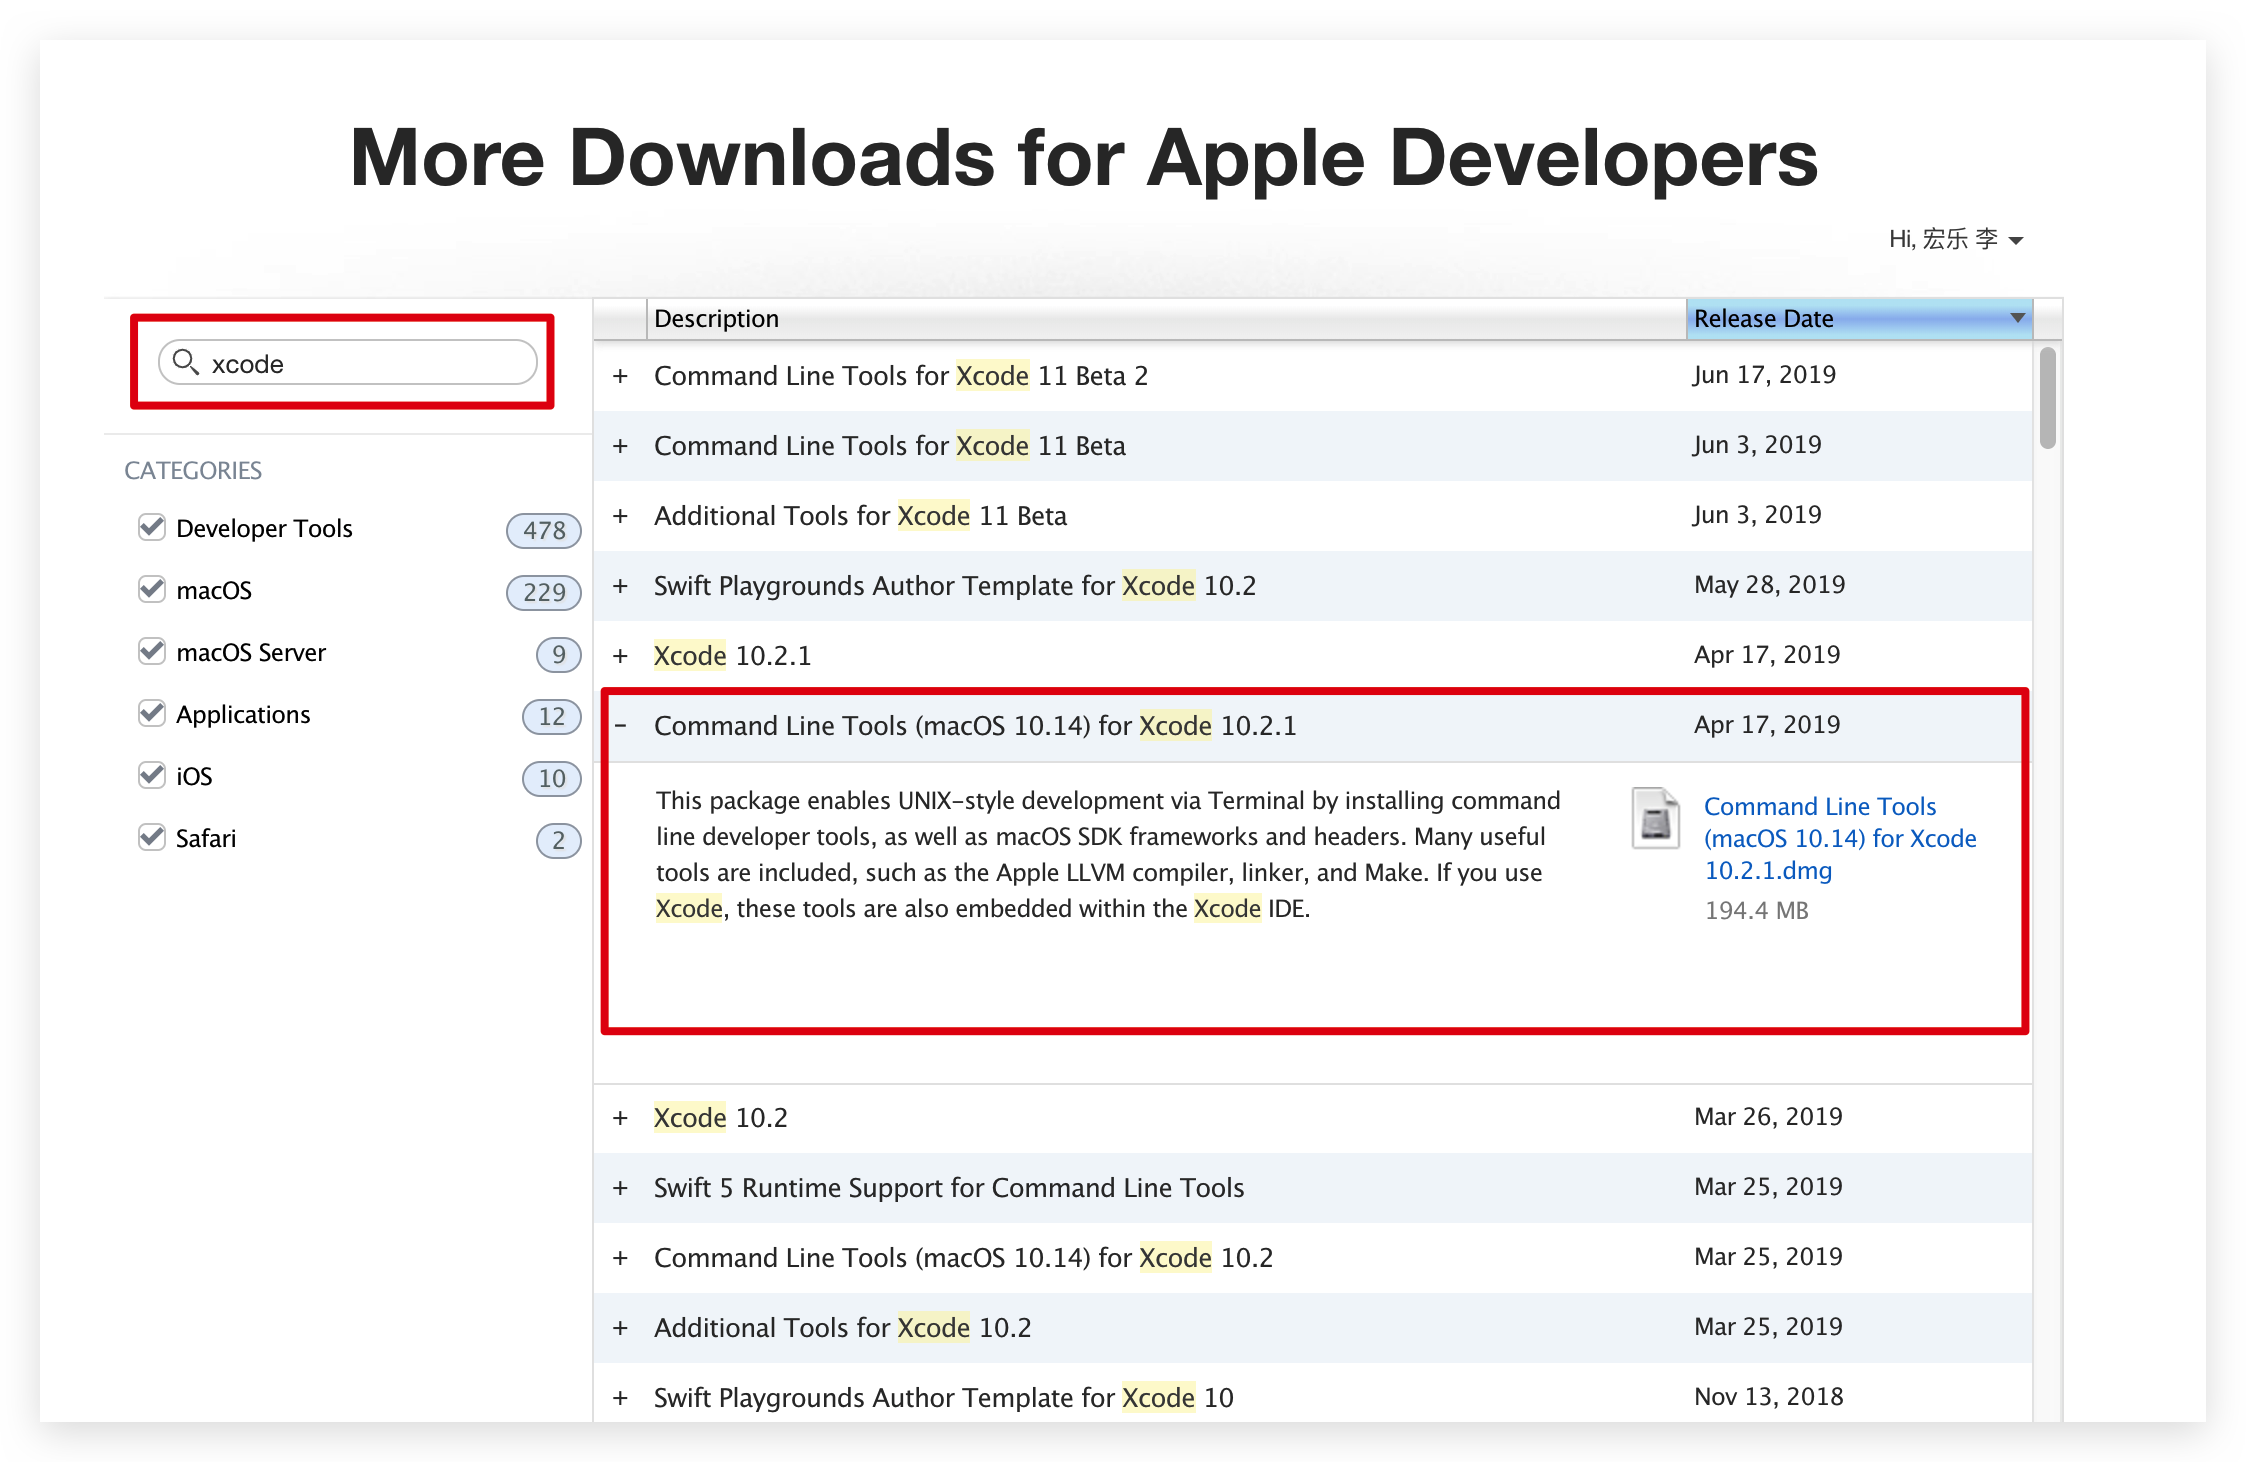 More Downloads for Apple Developers
Hi, 宏乐 李
xcode
CATEGORIES
Developer Tools 478
macOS 229
macOS Server 9
Applications 12
iOS 10
Safari 2
Description Release Date
+ Command Line Tools for Xcode 11 Beta 2 Jun 17, 2019
+ Command Line Tools for Xcode 11 Beta Jun 3, 2019
+ Additional Tools for Xcode 11 Beta Jun 3, 2019
+ Swift Playgrounds Author Template for Xcode 10.2 May 28, 2019
+ Xcode 10.2.1 Apr 17, 2019
– Command Line Tools (macOS 10.14) for Xcode 10.2.1 Apr 17, 2019
This package enables UNIX–style development via Terminal by installing command
line developer tools, as well as macOS SDK frameworks and headers. Many useful
tools are included, such as the Apple LLVM compiler, linker, and Make. If you use
Xcode, these tools are also embedded within the Xcode IDE.
Command Line Tools
(macOS 10.14) for Xcode
10.2.1.dmg
194.4 MB
+ Xcode 10.2 Mar 26, 2019
+ Swift 5 Runtime Support for Command Line Tools Mar 25, 2019
+ Command Line Tools (macOS 10.14) for Xcode 10.2 Mar 25, 2019
+ Additional Tools for Xcode 10.2 Mar 25, 2019
+ Swift Playgrounds Author Template for Xcode 10 Nov 13, 2018